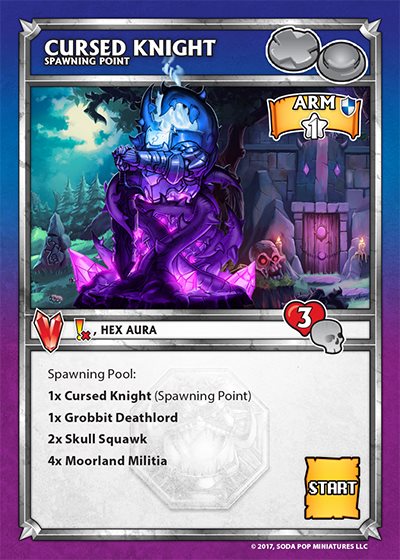 CURSED KNIGHT
SPAWNING POINT
ARM
1
3
, HEX AURA
Spawning Pool:
1x Cursed Knight (Spawning Point)
1x Grobbit Deathlord
2x Skull Squawk
4x Moorland Militia
START
© 2017, SODA POP MINIATURES LLC